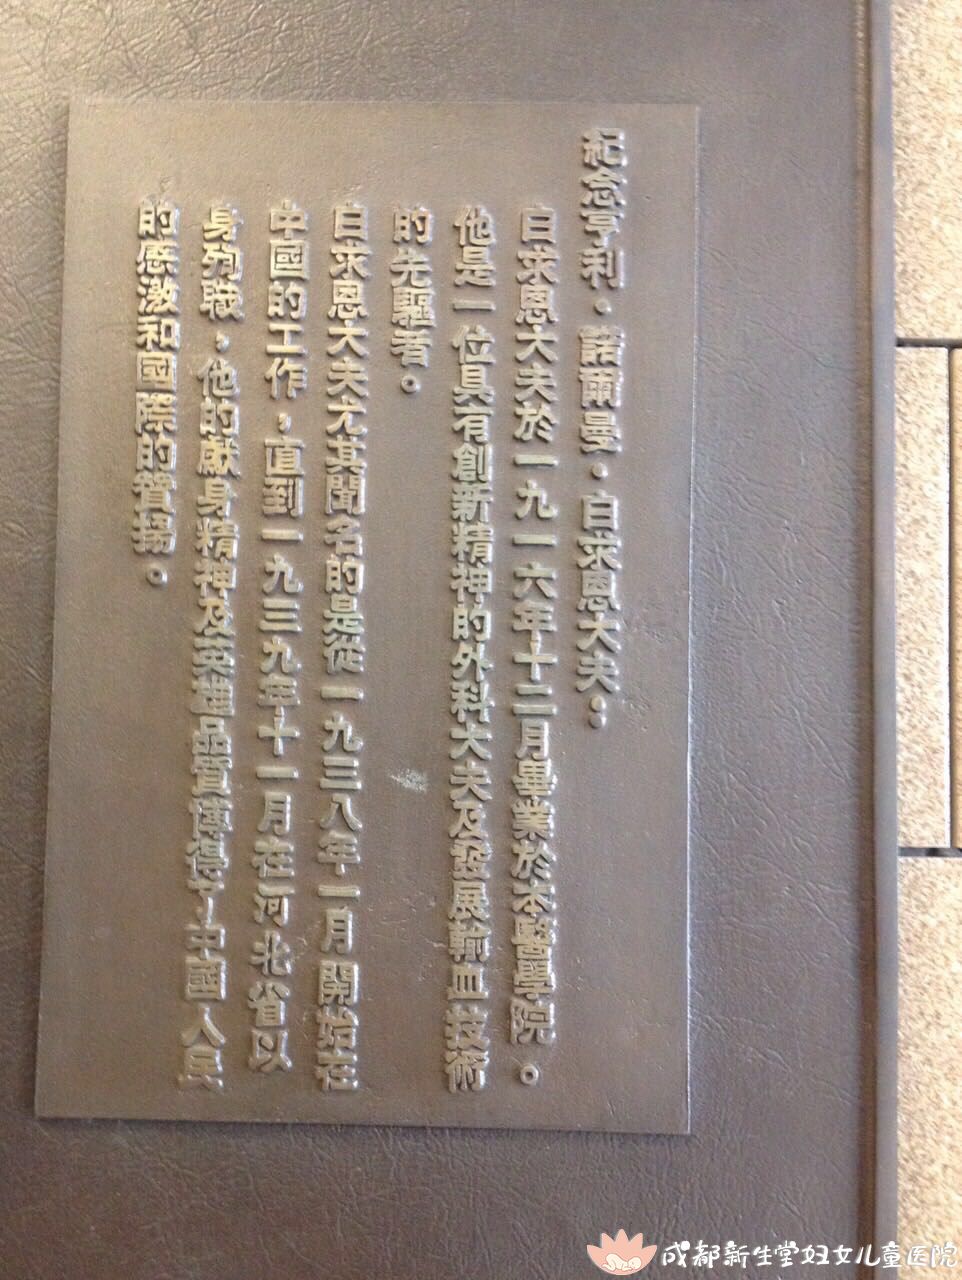 紀念亨利·諾爾曼·白求恩大夫：
白求恩大夫於一九一六年十二月畢業於本醫學院。
他是一位具有創新精神的外科大夫及發展輸血技術
的先驅者。
白求恩大夫尤其聞名的是從一九三八年一月開始在
中國的工作，直到一九三九年十一月在河北省以
身殉職，他的獻身精神及英雄品質博得了中國人民
的感激和國際的贊揚。
成都新生堂妇女儿童医院